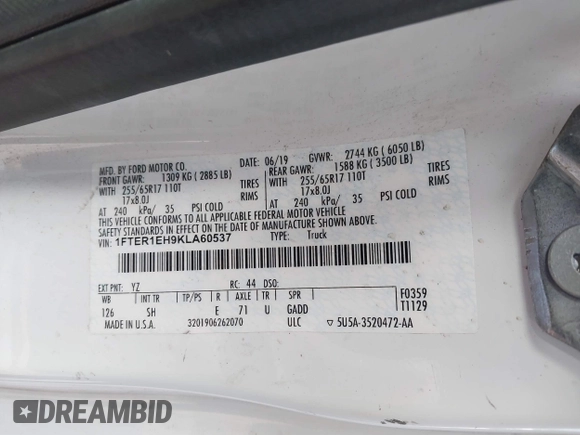 MFD. BY FORD MOTOR CO.
DATE: 06/19 GVWR: 2744 KG ( 6050 LB)
FRONT GAWR: 1309 KG ( 2885 LB) REAR GAWR: 1588 KG ( 3500 LB)
WITH 255/65R17 110T TIRES WITH 255/65R17 110T TIRES
17x8.0J RIMS 17x8.0J RIMS
AT 240 kPa/ 35 PSI COLD AT 240 kPa/ 35 PSI COLD
THIS VEHICLE CONFORMS TO ALL APPLICABLE FEDERAL MOTOR VEHICLE
SAFETY STANDARDS IN EFFECT ON THE DATE OF MANUFACTURE SHOWN ABOVE.
VIN: 1FTER1EH9KLA60537 TYPE: Truck
EXT PNT: YZ RC: 44 DSO:
WB INT TR TP/PS R AXLE TR SPR F0359
126 SH E 71 U GADD T1129
MADE IN U.S.A. 3201906262070 ULC ▽ 5U5A-3520472-AA
DREAMBID